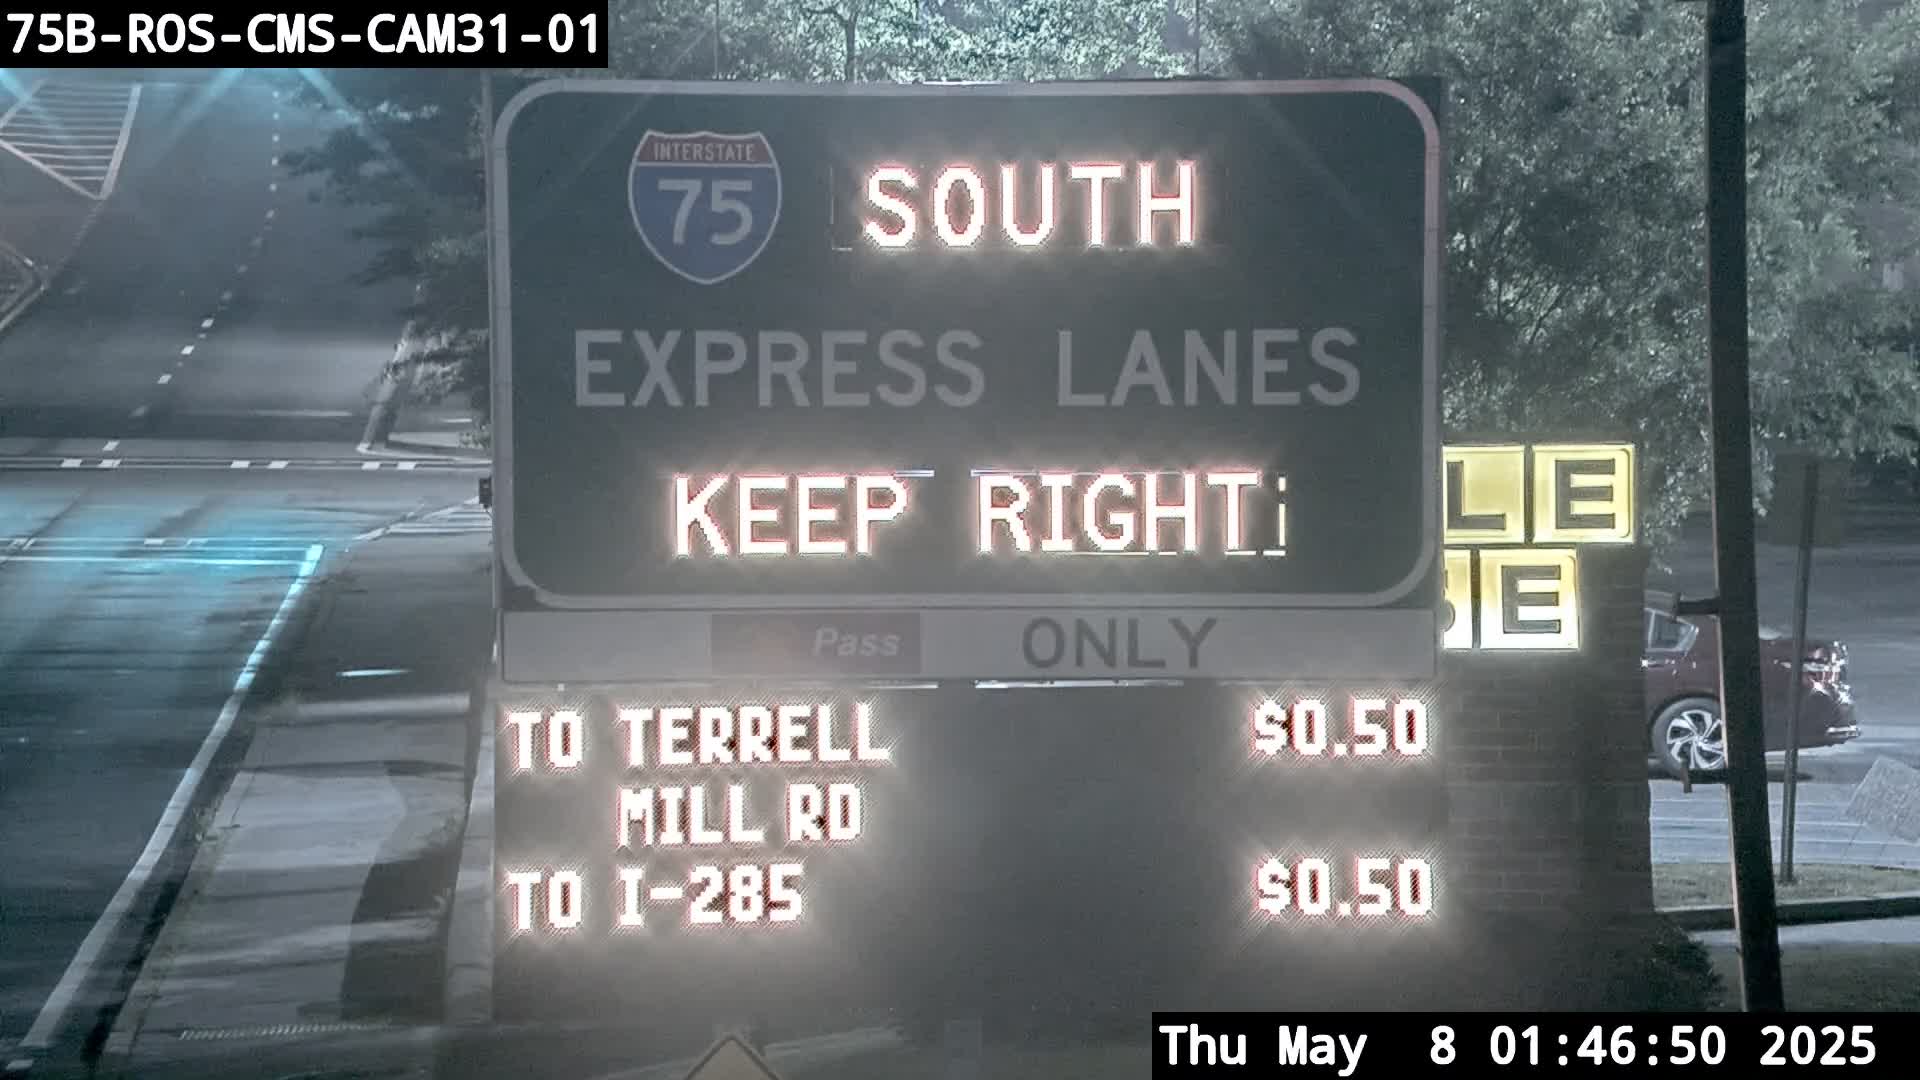 75B-ROS-CMS-CAM31-01
INTERSTATE
75
SOUTH
EXPRESS LANES
KEEP RIGHT
Pass ONLY
LE
E
TO TERRELL $0.50
MILL RD
TO I-285 $0.50
Thu May 8 01:46:50 2025